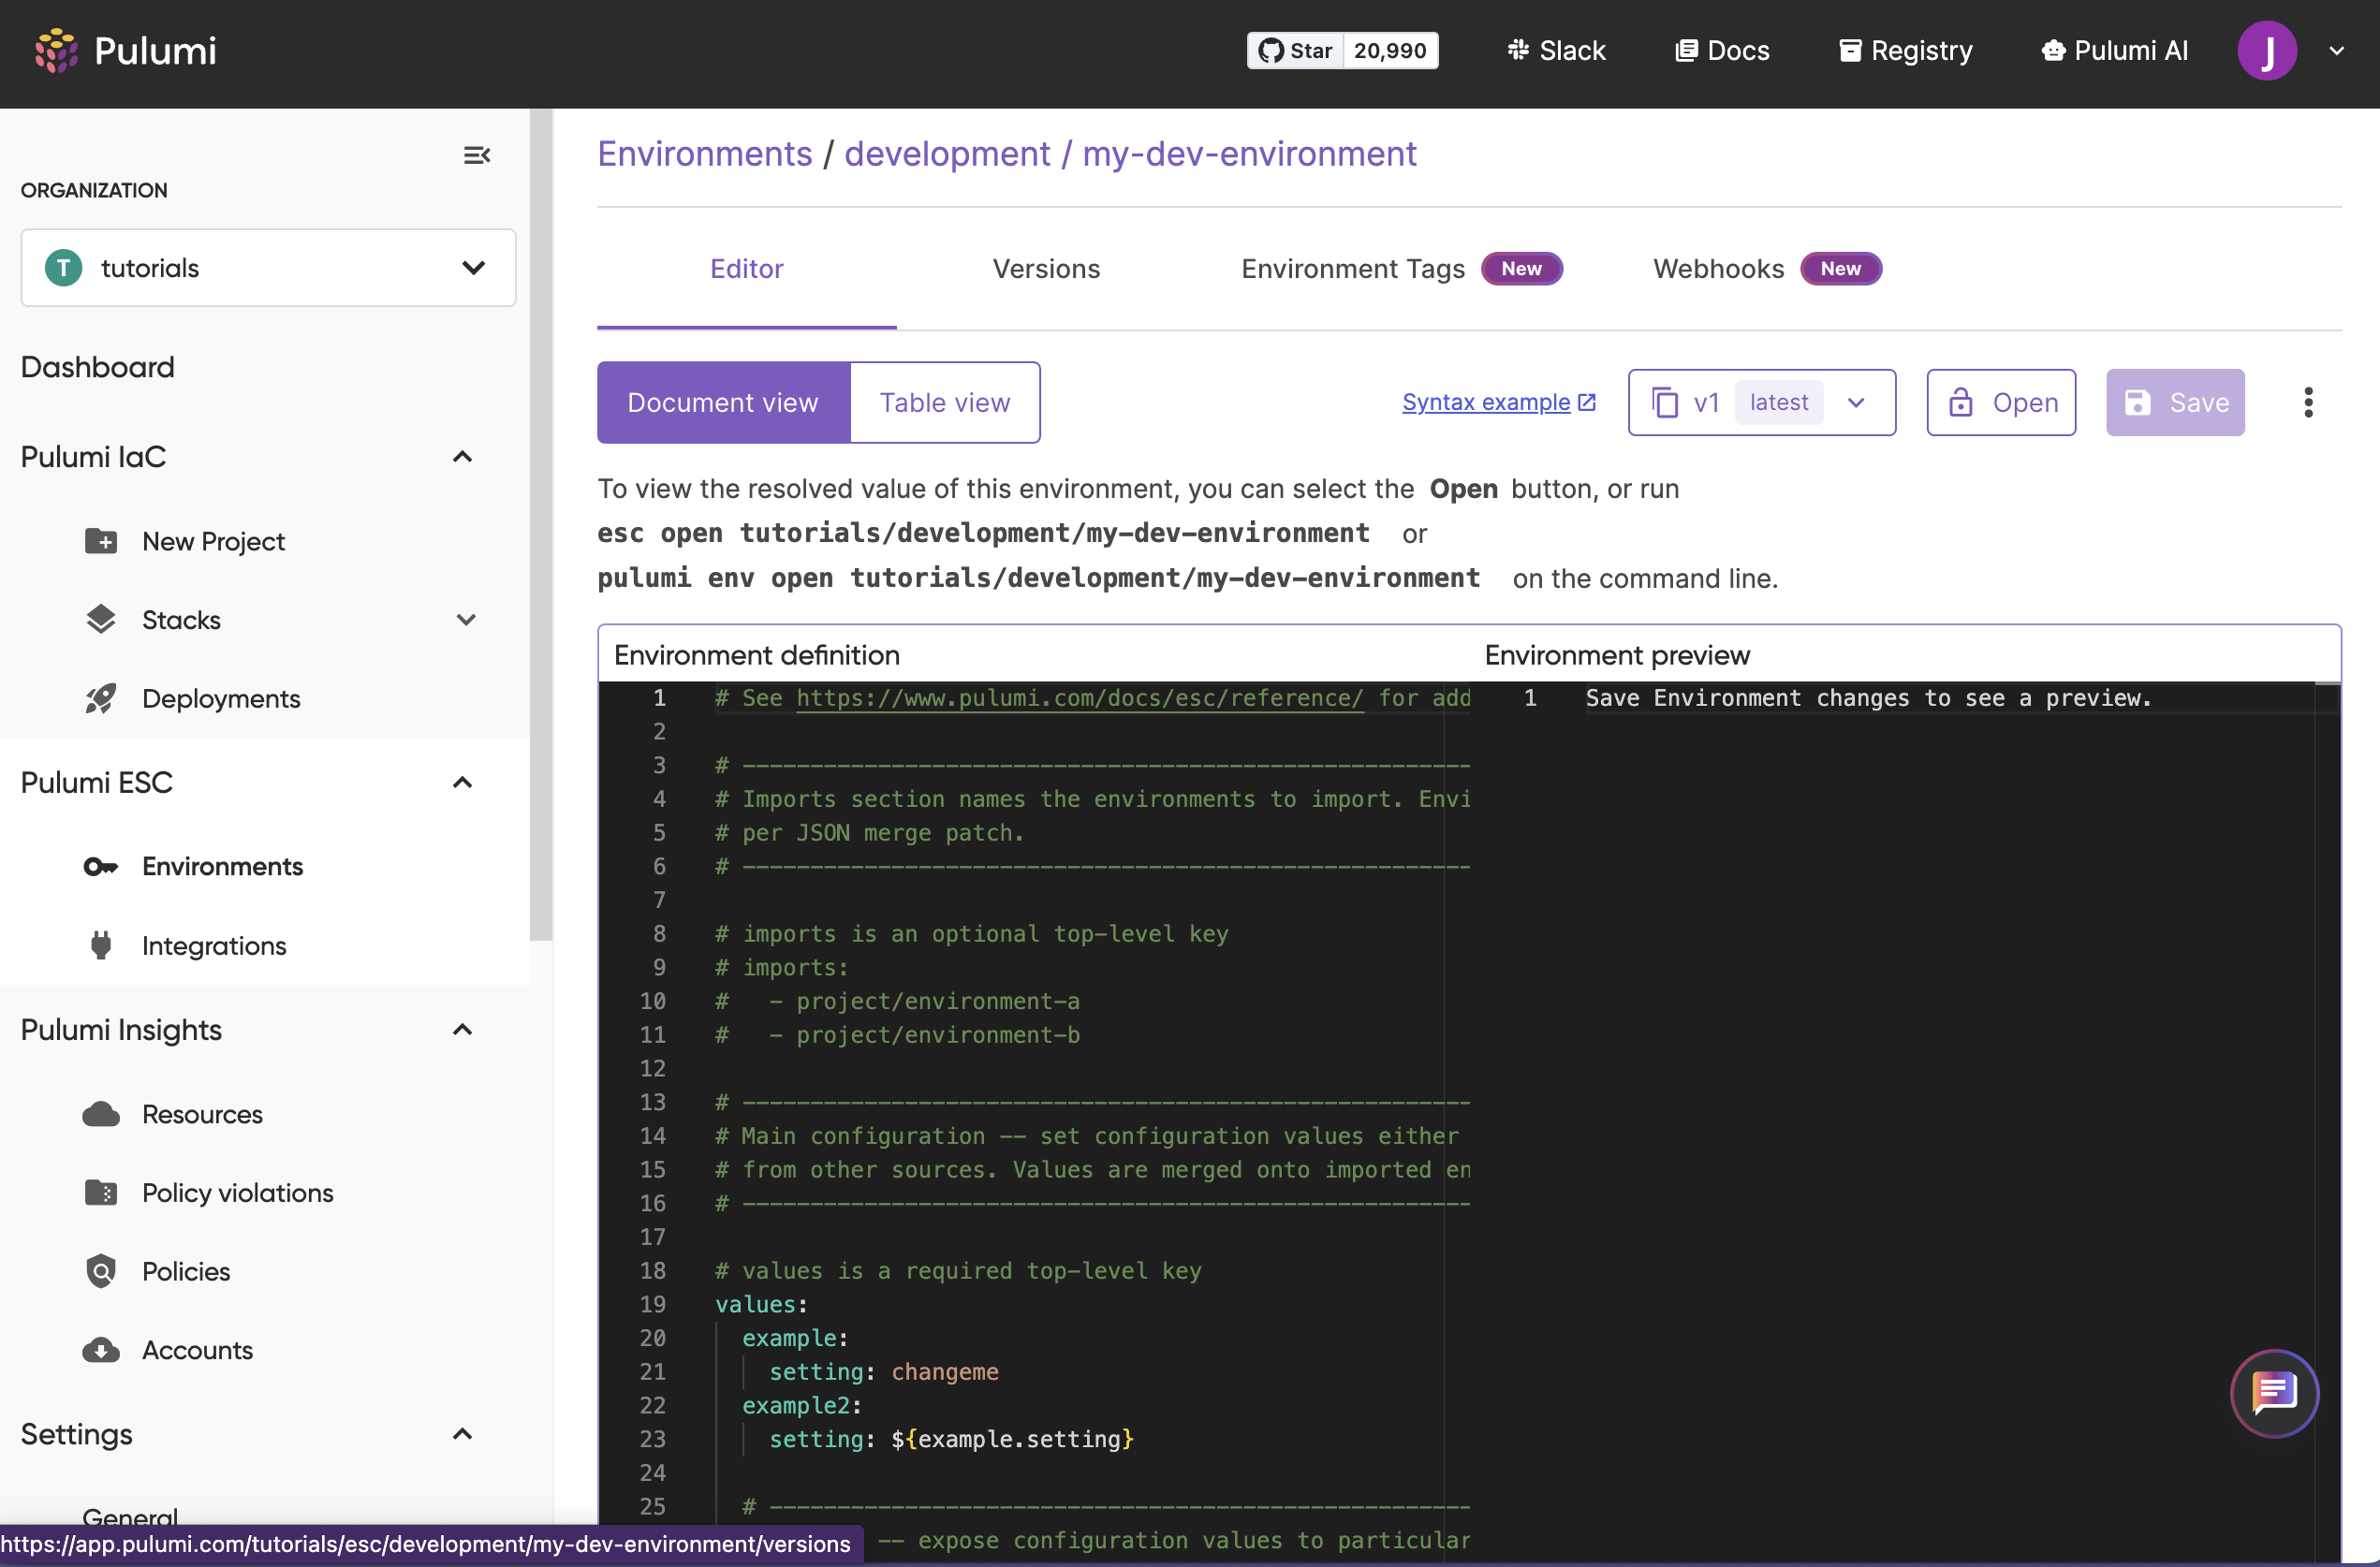 Pulumi
Star 20,990
Slack
Docs
Registry
Pulumi AI
J
ORGANIZATION
T tutorials
Dashboard
Pulumi IaC
New Project
Stacks
Deployments
Pulumi ESC
Environments
Integrations
Pulumi Insights
Resources
Policy violations
Policies
Accounts
Settings
General
https://app.pulumi.com/tutorials/esc/development/my-dev-environment/versions
Environments / development / my-dev-environment
Editor
Versions
Environment Tags New
Webhooks New
Document view
Table view
Syntax example
v1 latest
Open
Save
To view the resolved value of this environment, you can select the Open button, or run
esc open tutorials/development/my-dev-environment or
pulumi env open tutorials/development/my-dev-environment on the command line.
Environment definition
1 # See https://www.pulumi.com/docs/esc/reference/ for add
2
3 # ------------------------------------------------------
4 # Imports section names the environments to import. Envi
5 # per JSON merge patch.
6 # ------------------------------------------------------
7
8 # imports is an optional top-level key
9 # imports:
10 #   - project/environment-a
11 #   - project/environment-b
12
13 # ------------------------------------------------------
14 # Main configuration -- set configuration values either
15 # from other sources. Values are merged onto imported en
16 # ------------------------------------------------------
17
18 # values is a required top-level key
19 values:
20   example:
21     setting: changeme
22   example2:
23     setting: ${example.setting}
24
25   # ----------------------------------------------------
-- expose configuration values to particular
Environment preview
1 Save Environment changes to see a preview.